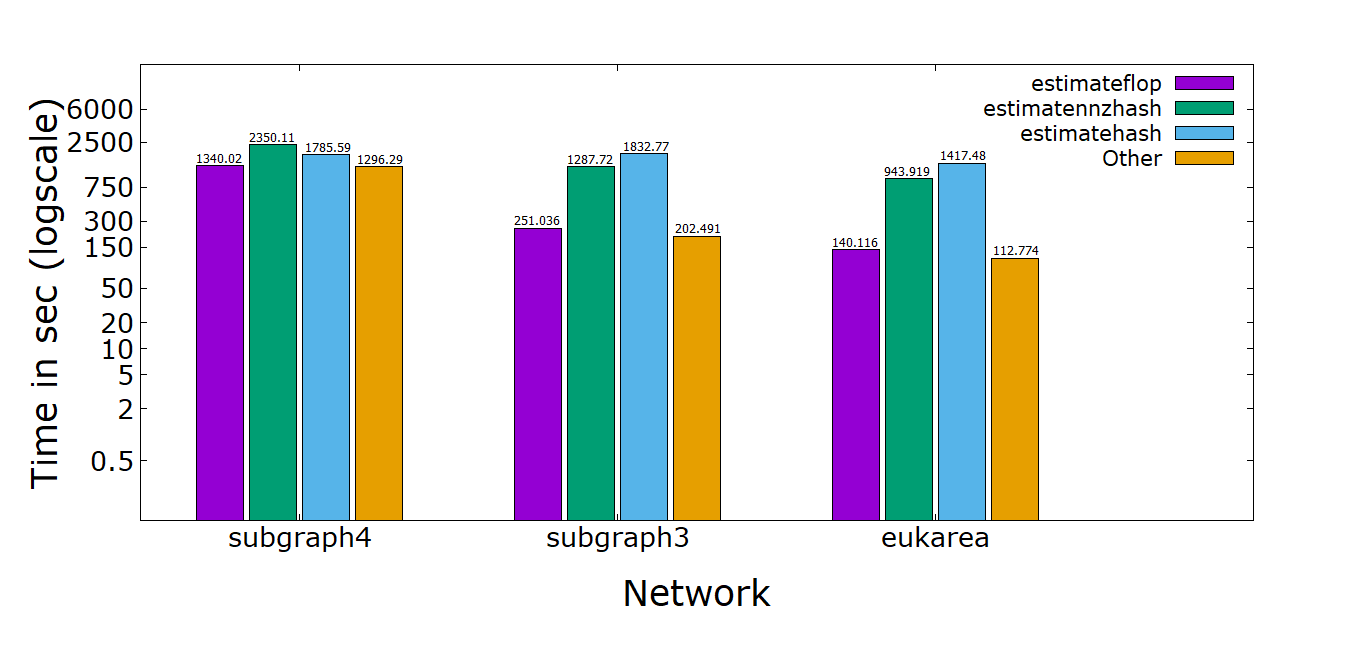 estimateflop
estimatennzhash
estimatehash
Other
Time in sec (logscale)
6000
2500
750
300
150
50
20
10
5
2
0.5
1340.02
2350.11
1785.59
1296.29
251.036
1287.72
1832.77
202.491
140.116
943.919
1417.48
112.774
subgraph4
subgraph3
eukarea
Network